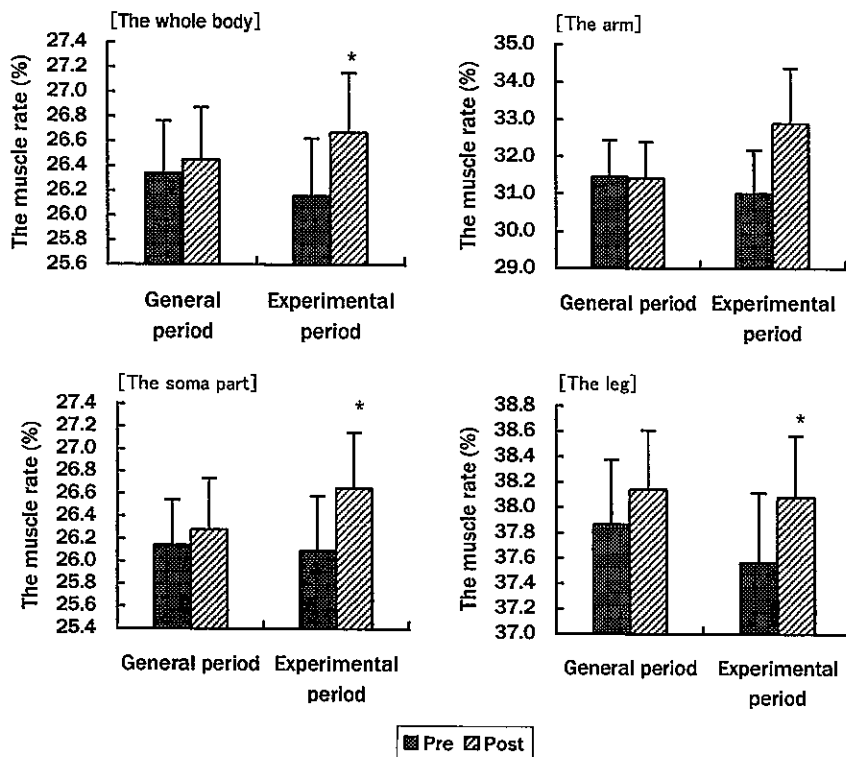 [The whole body]
The muscle rate (%)
27.4
27.2
27.0
26.8
26.6
26.4
26.2
26.0
25.8
25.6
*
General period
Experimental period
[The arm]
The muscle rate (%)
35.0
34.0
33.0
32.0
31.0
30.0
29.0
General period
Experimental period
[The soma part]
The muscle rate (%)
27.4
27.2
27.0
26.8
26.6
26.4
26.2
26.0
25.8
25.6
25.4
*
General period
Experimental period
[The leg]
The muscle rate (%)
38.8
38.6
38.4
38.2
38.0
37.8
37.6
37.4
37.2
37.0
*
General period
Experimental period
Pre Post